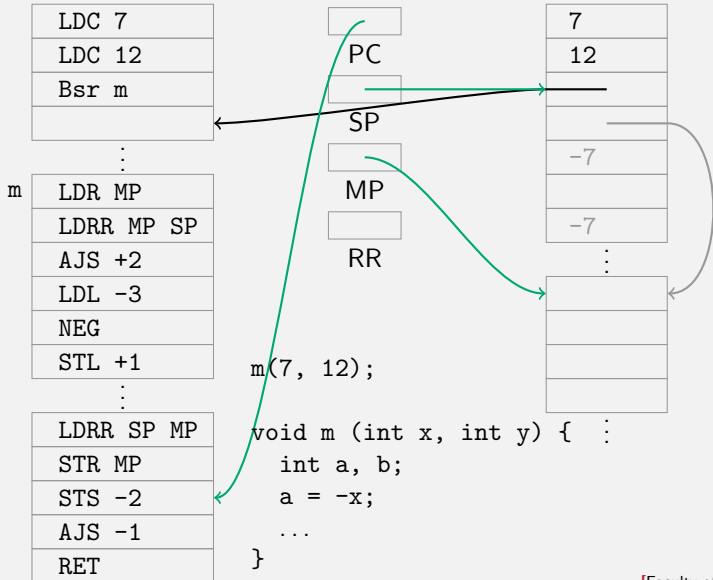 LDC 7
LDC 12
Bsr m
⋮
m
LDR MP
LDRR MP SP
AJS +2
LDL -3
NEG
STL +1
⋮
LDRR SP MP
STR MP
STS -2
AJS -1
RET
PC
SP
MP
RR
m(7, 12);
void m (int x, int y) {
int a, b;
a = -x;
...
}
7
12
-7
-7
⋮
⋮